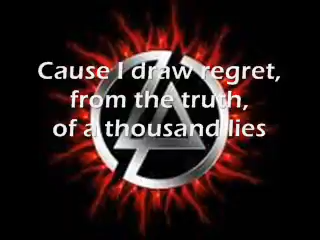 Cause I draw regret,
from the truth,
of a thousand lies